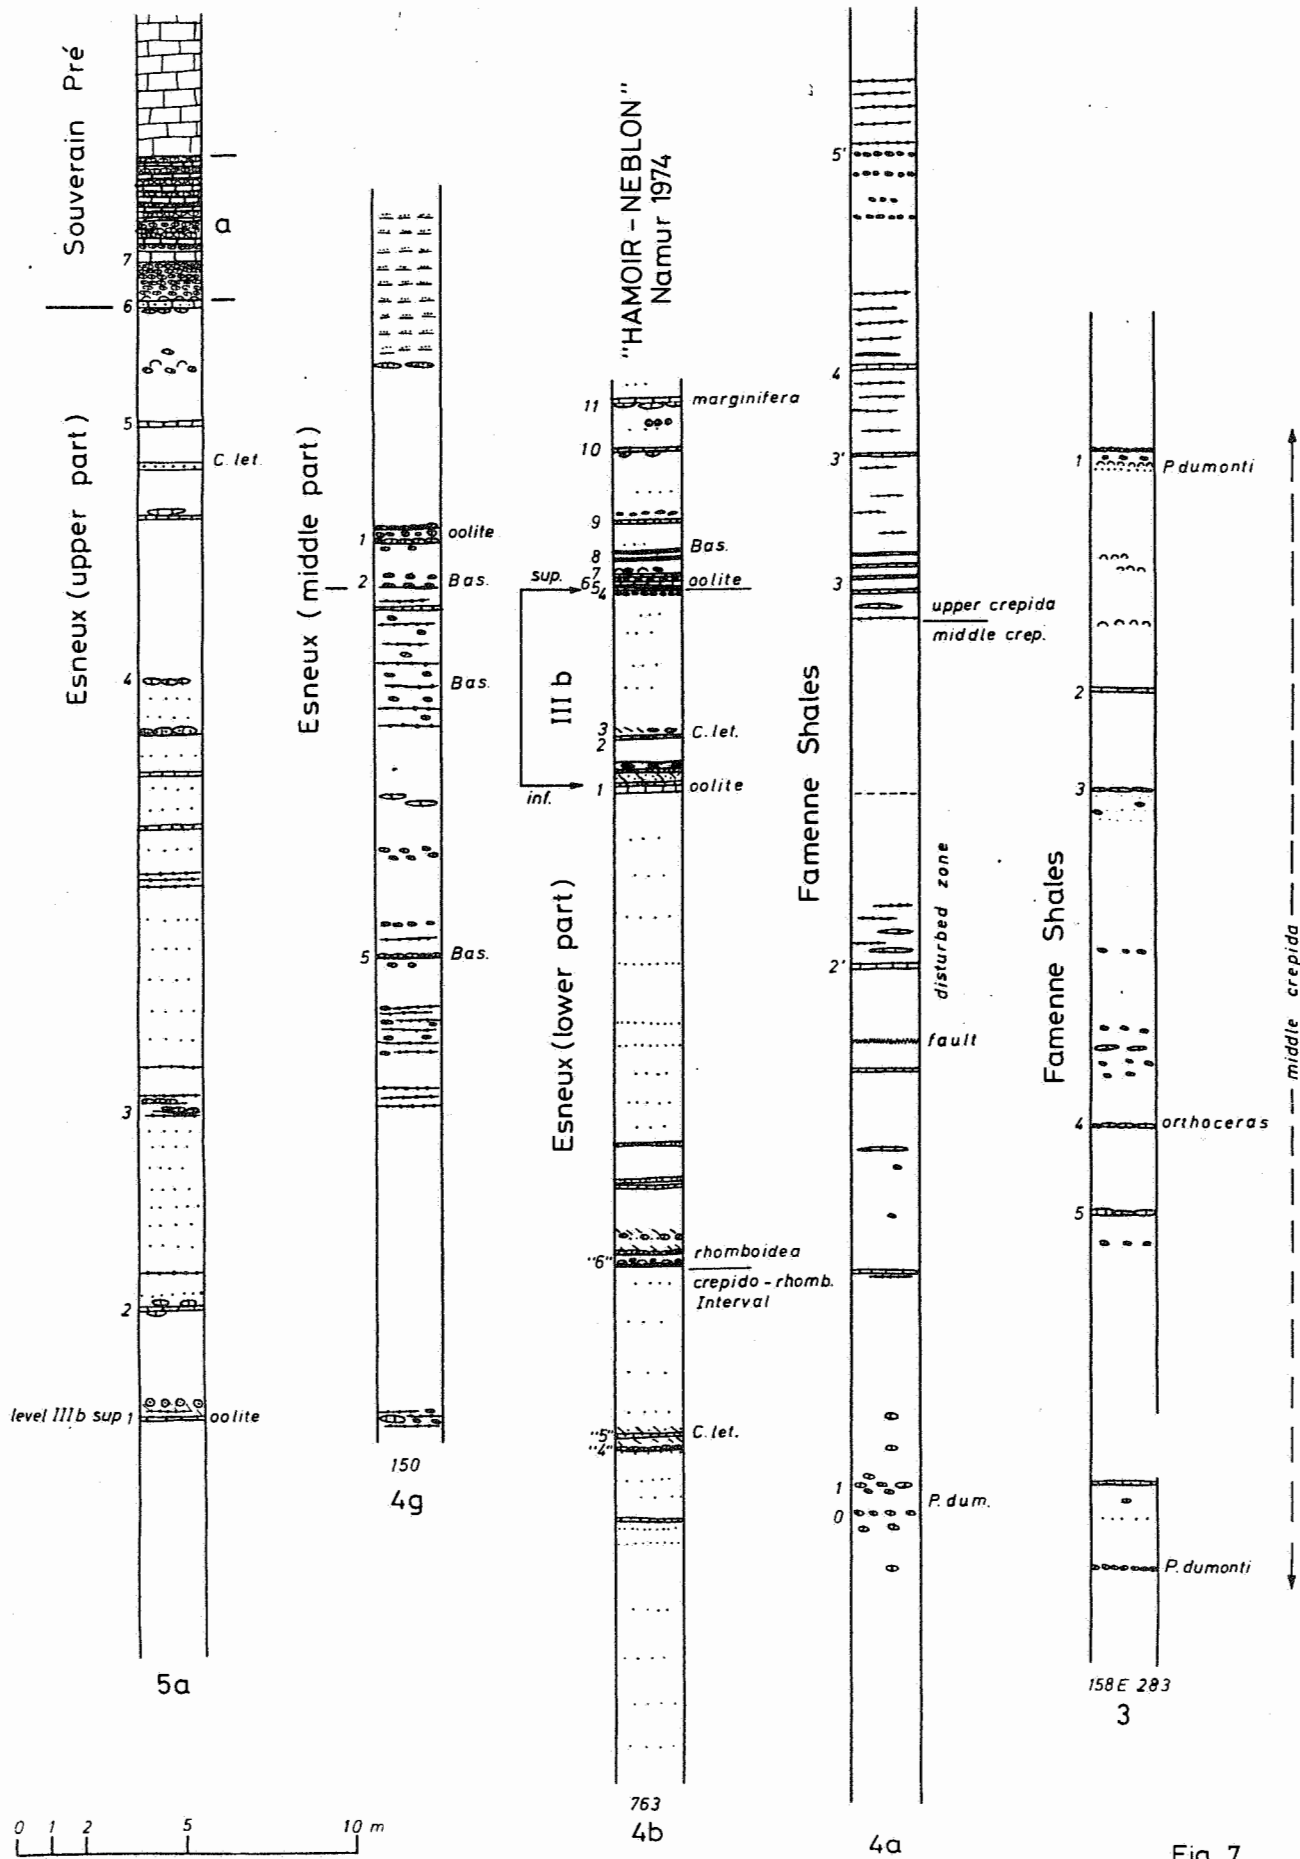 Souverain Pré
a
7
6
Esneux (upper part)
5
C. let.
4
3
2
level III b sup 1
oolite
5a
Esneux (middle part)
1
oolite
2
Bas.
Bas.
5
Bas.
150
4g
"HAMOIR - NEBLON"
Namur 1974
11
marginifera
10
9
8
Bas.
7
6 5
oolite
4
sup.
III b
inf.
3
C. let.
2
1
oolite
Esneux (lower part)
"6"
rhomboidea
crepido - rhomb.
Interval
"5"
C. let.
"4"
763
4b
5'
4
3'
3
upper crepida
middle crep.
Famenne Shales
disturbed zone
2'
fault
1
P. dum.
0
4a
1
P. dumonti
2
3
Famenne Shales
4
orthoceras
5
P. dumonti
158 E 283
3
middle crepida
0 1 2 5 10 m
Fig. 7